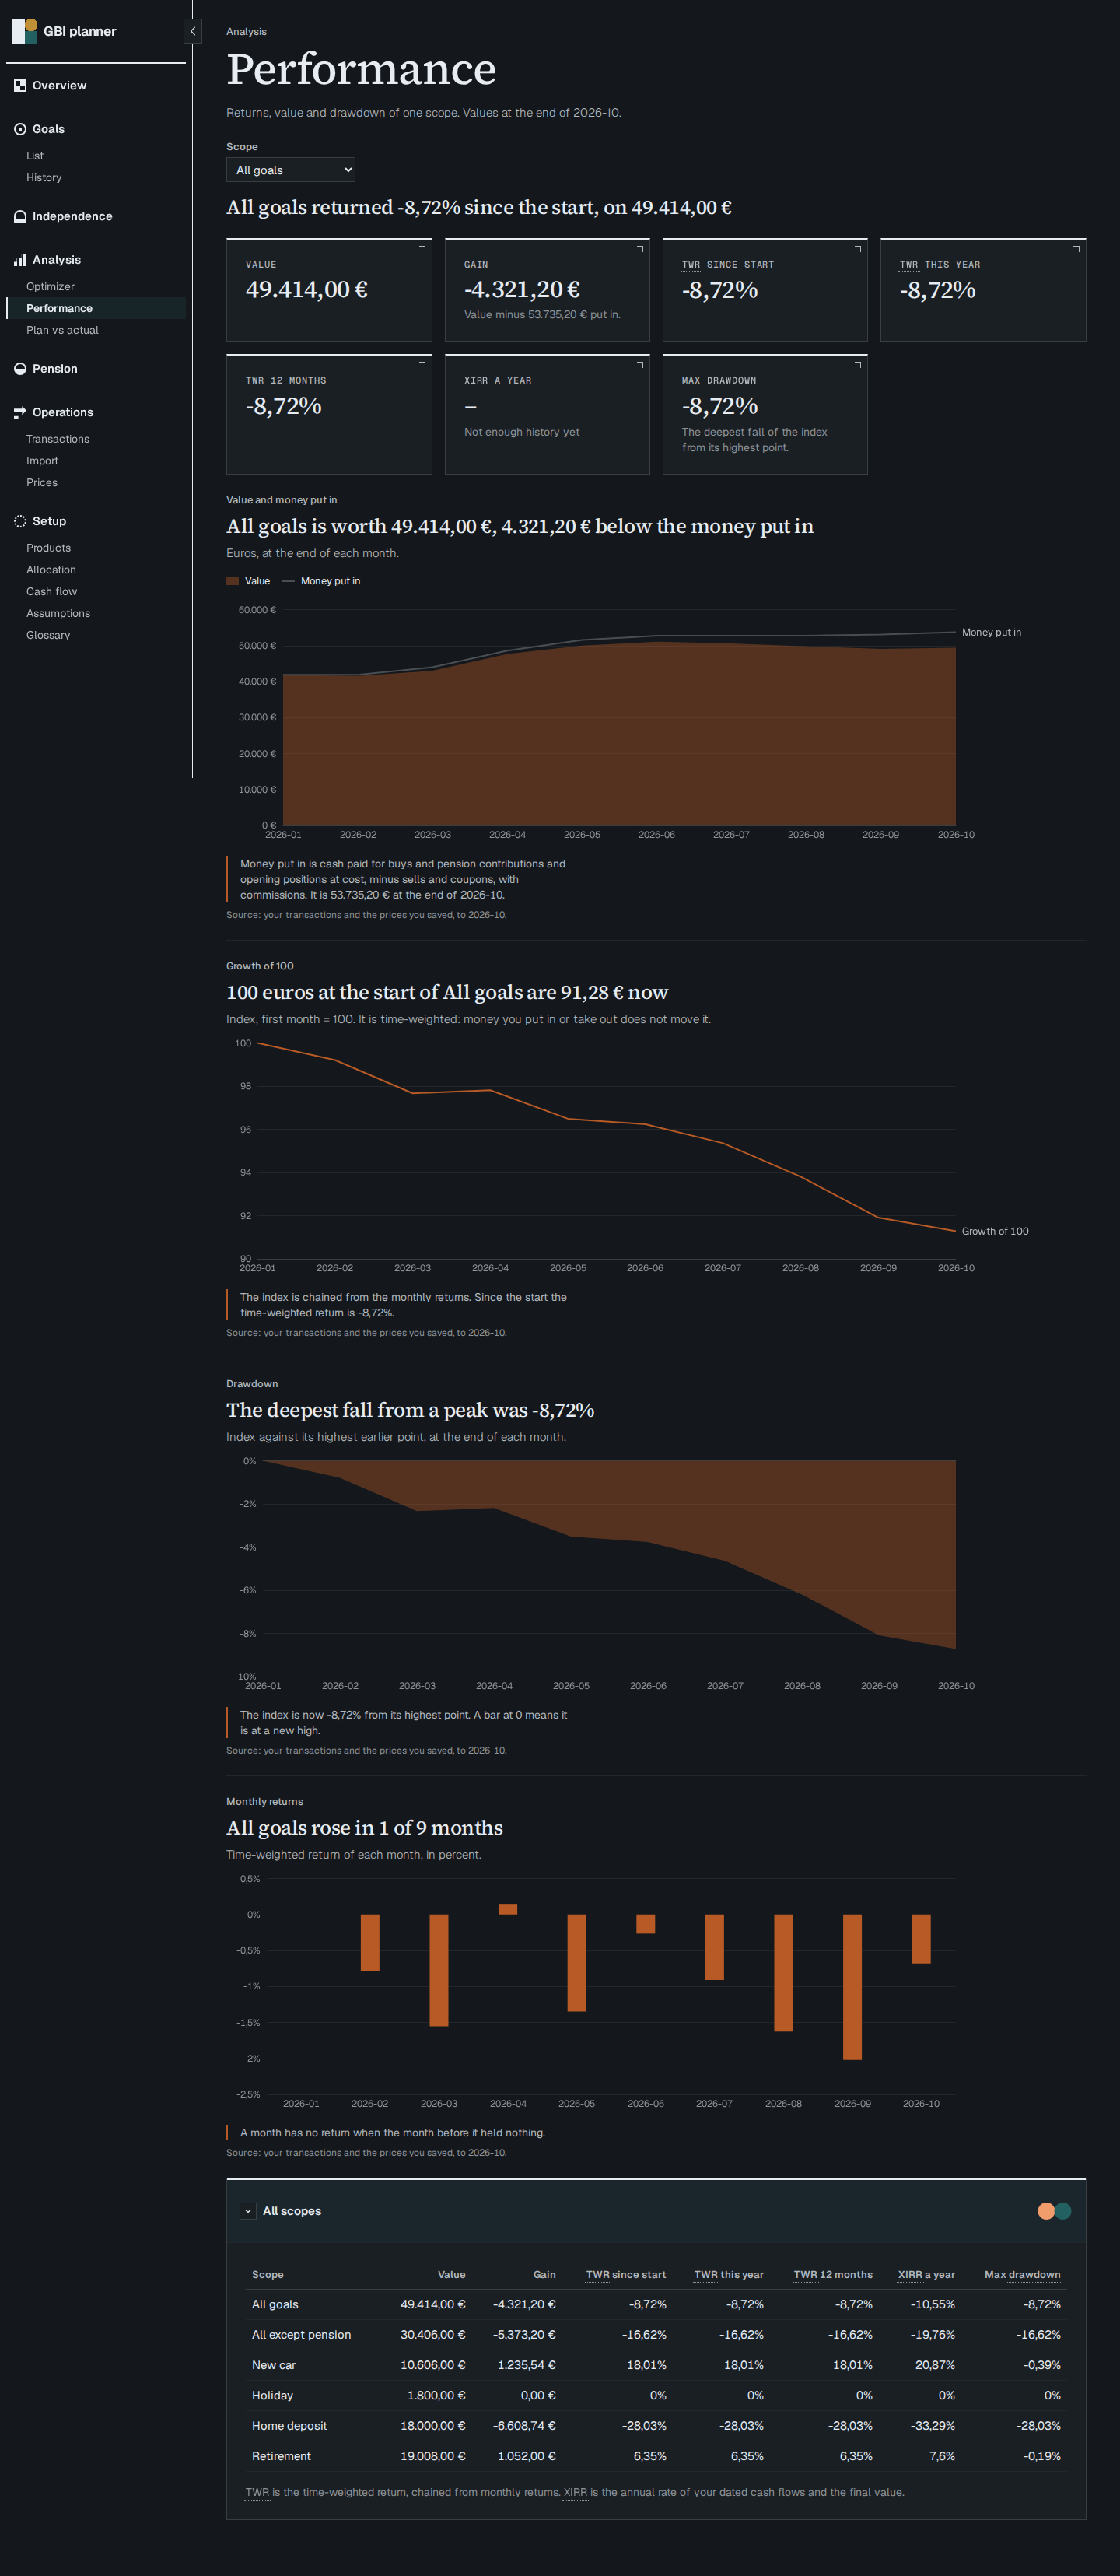 GBI planner
Overview
Goals
List
History
Independence
Analysis
Optimizer
Performance
Plan vs actual
Pension
Operations
Transactions
Import
Prices
Setup
Products
Allocation
Cash flow
Assumptions
Glossary
Analysis
Performance
Returns, value and drawdown of one scope. Values at the end of 2026-10.
Scope
All goals
All goals returned -8,72% since the start, on 49.414,00 €
VALUE
49.414,00 €
GAIN
-4.321,20 €
Value minus 53.735,20 € put in.
TWR SINCE START
-8,72%
TWR THIS YEAR
-8,72%
TWR 12 MONTHS
-8,72%
XIRR A YEAR
–
Not enough history yet
MAX DRAWDOWN
-8,72%
The deepest fall of the index
from its highest point.
Value and money put in
All goals is worth 49.414,00 €, 4.321,20 € below the money put in
Euros, at the end of each month.
Value Money put in
60.000 €
50.000 €
40.000 €
30.000 €
20.000 €
10.000 €
0 €
Money put in
2026-01 2026-02 2026-03 2026-04 2026-05 2026-06 2026-07 2026-08 2026-09 2026-10
Money put in is cash paid for buys and pension contributions and
opening positions at cost, minus sells and coupons, with
commissions. It is 53.735,20 € at the end of 2026-10.
Source: your transactions and the prices you saved, to 2026-10.
Growth of 100
100 euros at the start of All goals are 91,28 € now
Index, first month = 100. It is time-weighted: money you put in or take out does not move it.
100
98
96
94
92
90
Growth of 100
2026-01 2026-02 2026-03 2026-04 2026-05 2026-06 2026-07 2026-08 2026-09 2026-10
The index is chained from the monthly returns. Since the start the
time-weighted return is -8,72%.
Source: your transactions and the prices you saved, to 2026-10.
Drawdown
The deepest fall from a peak was -8,72%
Index against its highest earlier point, at the end of each month.
0%
-2%
-4%
-6%
-8%
-10%
2026-01 2026-02 2026-03 2026-04 2026-05 2026-06 2026-07 2026-08 2026-09 2026-10
The index is now -8,72% from its highest point. A bar at 0 means it
is at a new high.
Source: your transactions and the prices you saved, to 2026-10.
Monthly returns
All goals rose in 1 of 9 months
Time-weighted return of each month, in percent.
0,5%
0%
-0,5%
-1%
-1,5%
-2%
-2,5%
2026-01 2026-02 2026-03 2026-04 2026-05 2026-06 2026-07 2026-08 2026-09 2026-10
A month has no return when the month before it held nothing.
Source: your transactions and the prices you saved, to 2026-10.
All scopes
Scope Value Gain TWR since start TWR this year TWR 12 months XIRR a year Max drawdown
All goals 49.414,00 € -4.321,20 € -8,72% -8,72% -8,72% -10,55% -8,72%
All except pension 30.406,00 € -5.373,20 € -16,62% -16,62% -16,62% -19,76% -16,62%
New car 10.606,00 € 1.235,54 € 18,01% 18,01% 18,01% 20,87% -0,39%
Holiday 1.800,00 € 0,00 € 0% 0% 0% 0% 0%
Home deposit 18.000,00 € -6.608,74 € -28,03% -28,03% -28,03% -33,29% -28,03%
Retirement 19.008,00 € 1.052,00 € 6,35% 6,35% 6,35% 7,6% -0,19%
TWR is the time-weighted return, chained from monthly returns. XIRR is the annual rate of your dated cash flows and the final value.